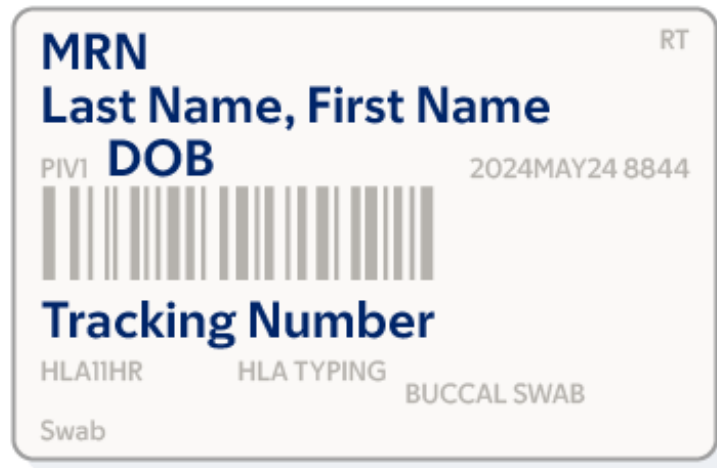 MRN RT
Last Name, First Name
PIV1 DOB 2024MAY24 8844
Tracking Number
HLA11HR HLA TYPING
BUCCAL SWAB
Swab